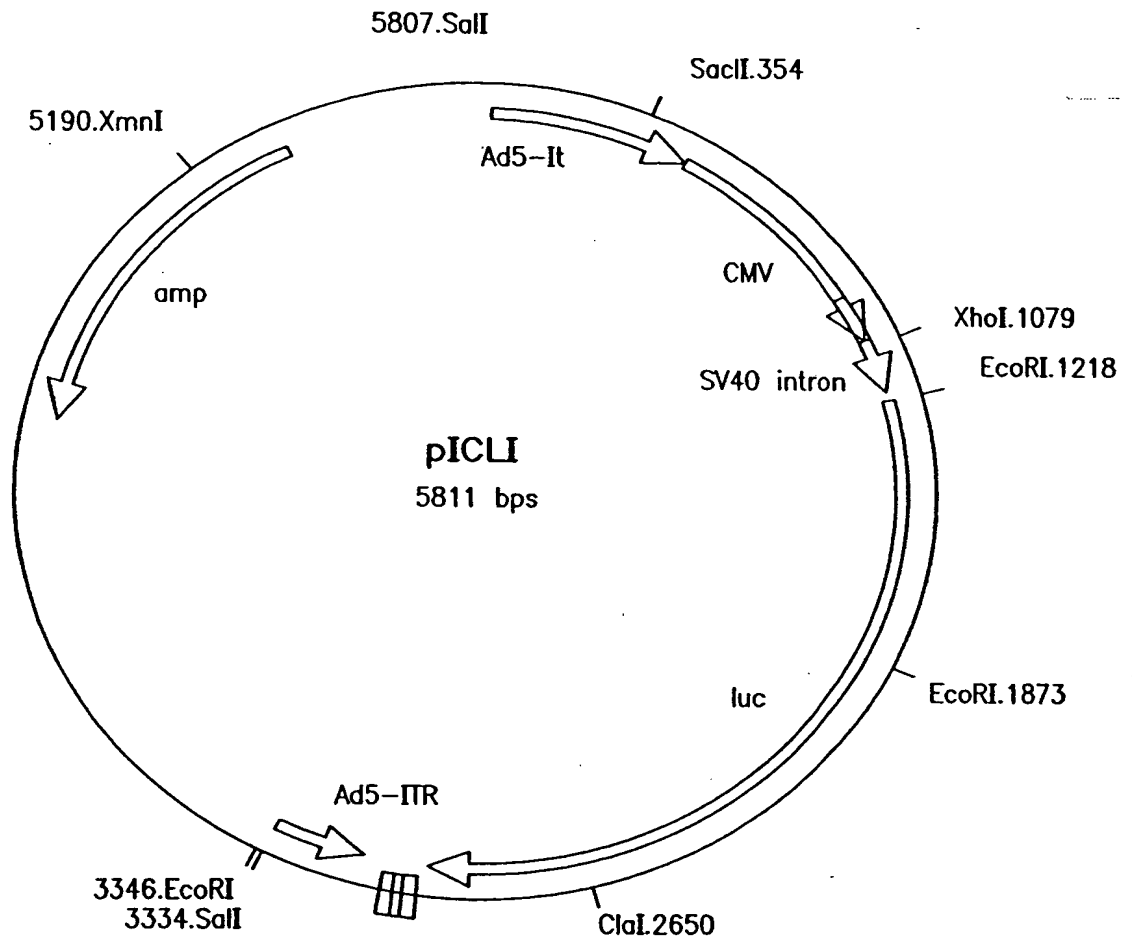 5807.SalI
SacII.354
5190.XmnI
Ad5-It
CMV
amp
XhoI.1079
EcoRI.1218
SV40 intron
pICLI
5811 bps
luc
EcoRI.1873
Ad5-ITR
3346.EcoRI
3334.SalI
ClaI.2650